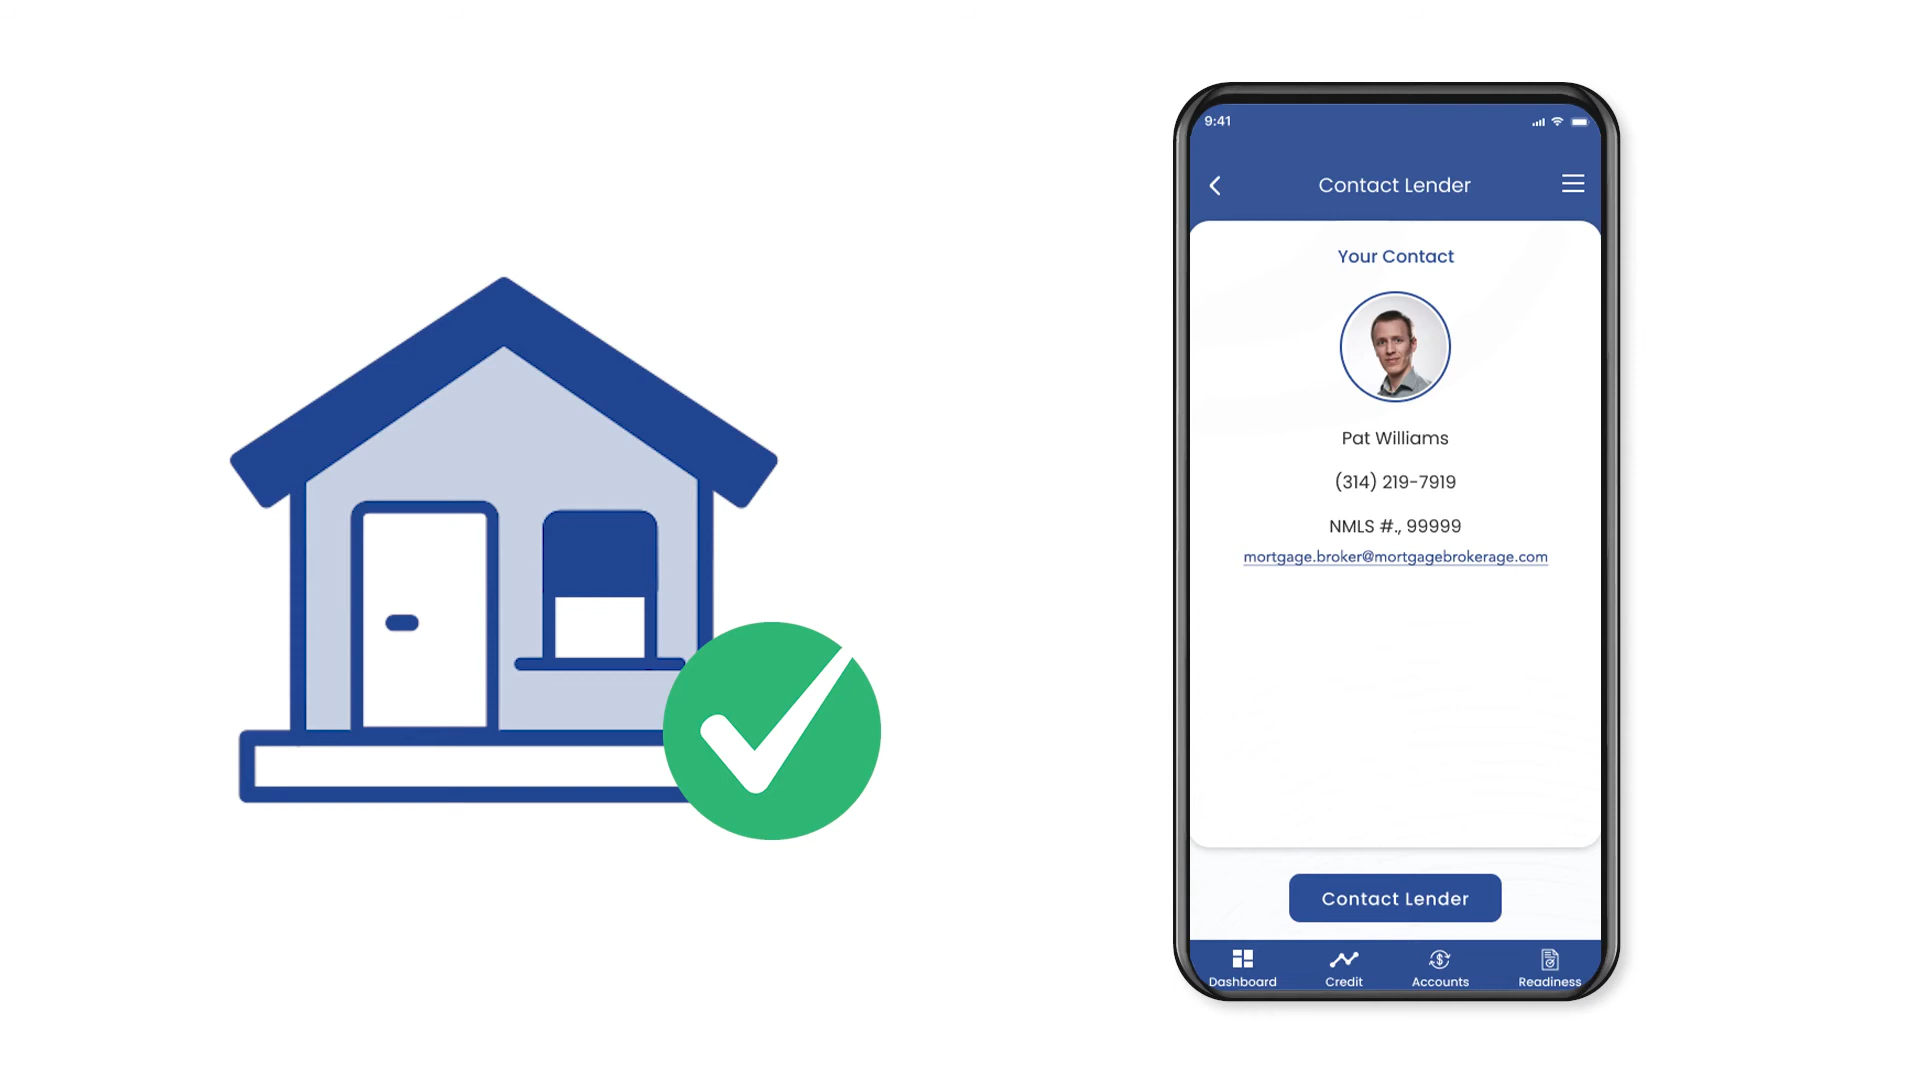 9:41
Contact Lender
Your Contact
Pat Williams
(314) 219-7919
NMLS #., 99999
mortgage.broker@mortgagebrokerage.com
Contact Lender
Dashboard Credit Accounts Readiness